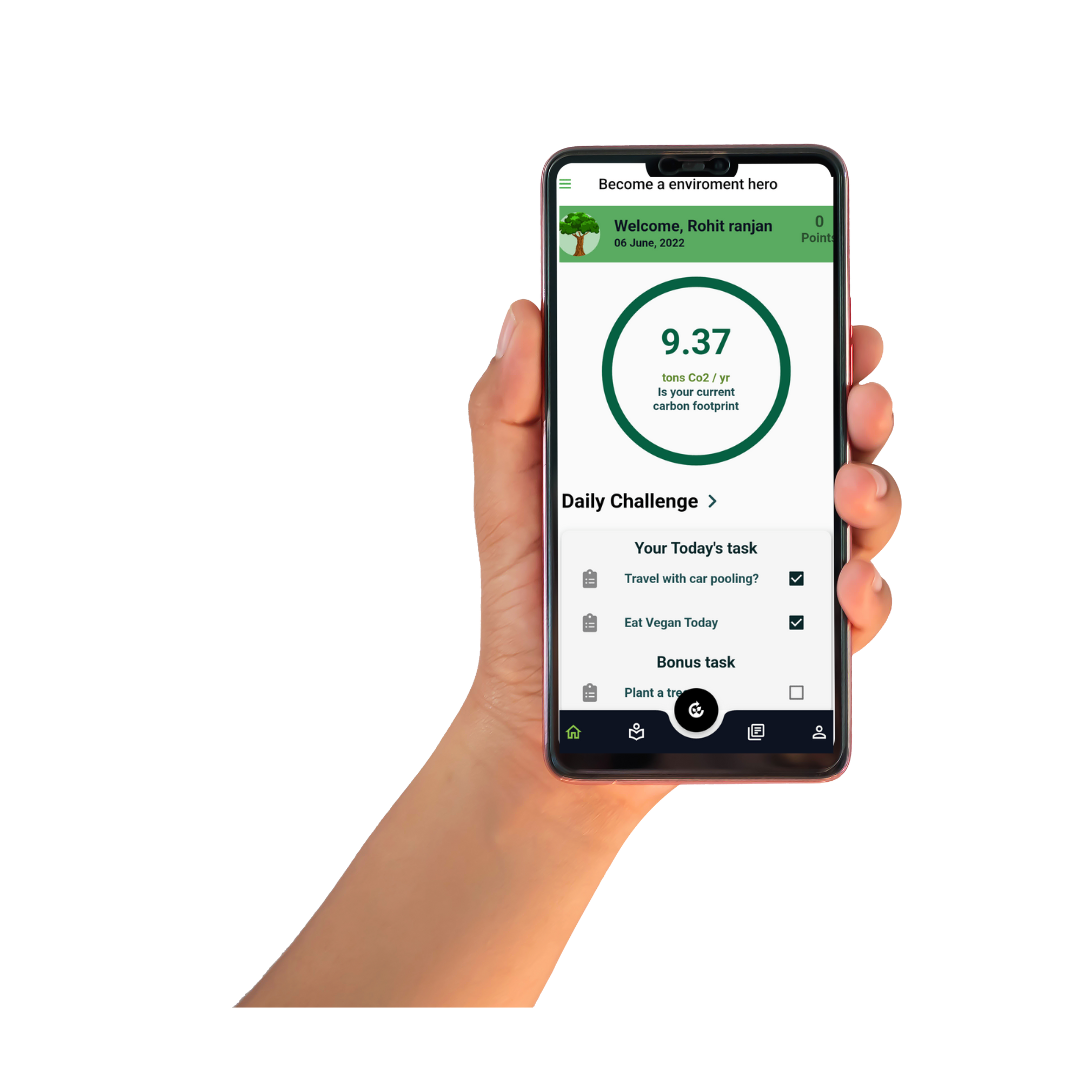 Become a enviroment hero
Welcome, Rohit ranjan
06 June, 2022
0
Points
9.37
tons Co2 / yr
Is your current
carbon footprint
Daily Challenge
Your Today's task
Travel with car pooling?
Eat Vegan Today
Bonus task
Plant a tre